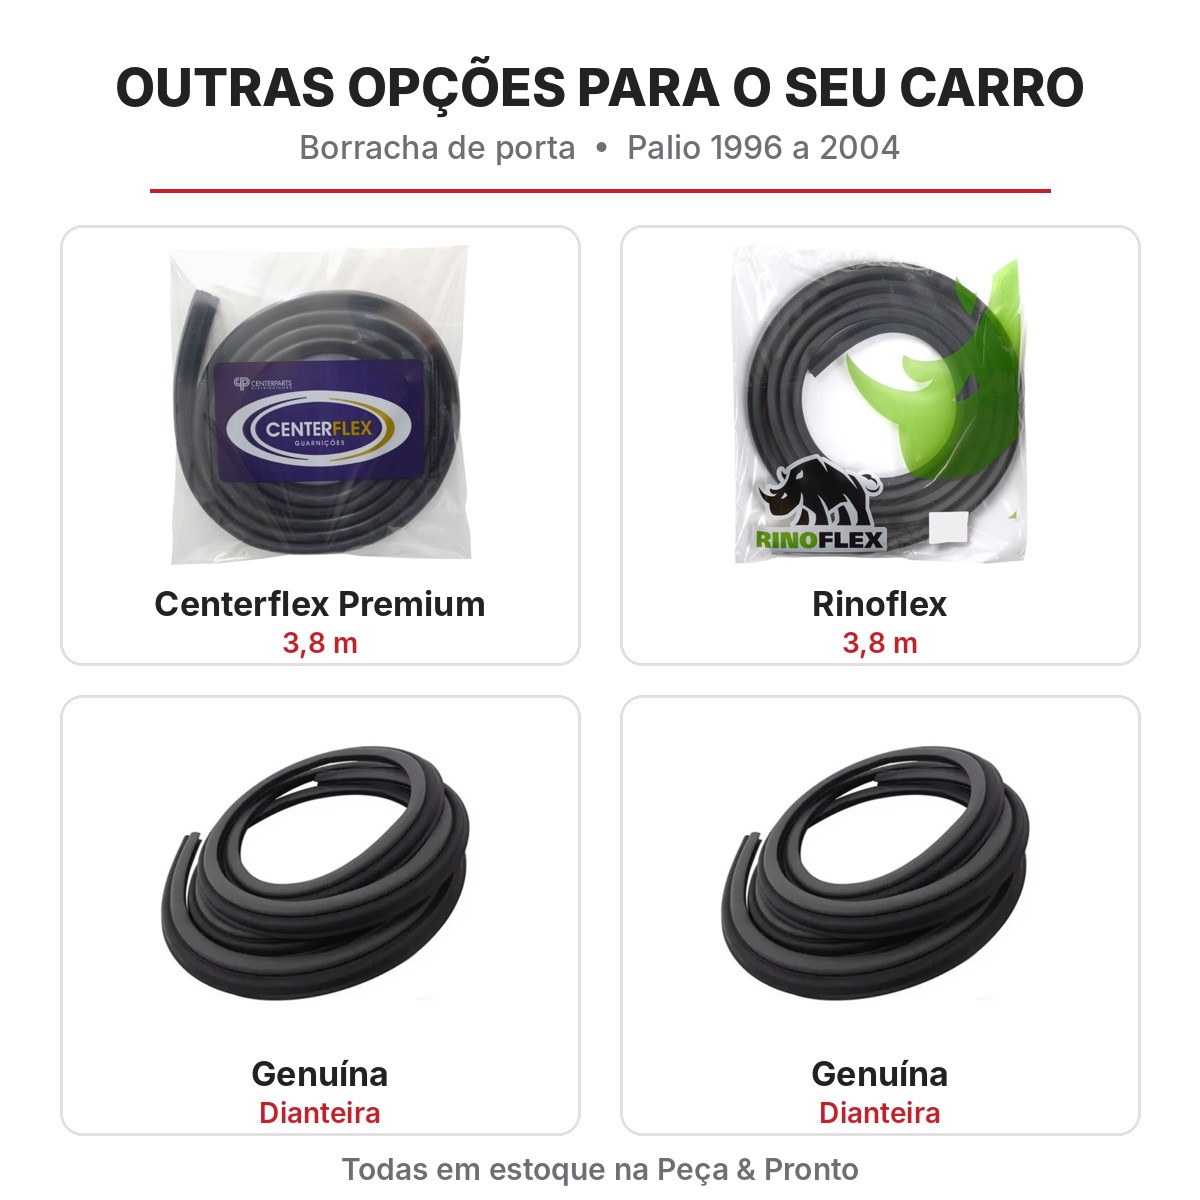 OUTRAS OPÇÕES PARA O SEU CARRO
Borracha de porta • Palio 1996 a 2004
CENTERPARTS
DISTRIBUIDORA
CENTERFLEX
GUARNIÇÕES
RINOFLEX
Centerflex Premium
3,8 m
Rinoflex
3,8 m
Genuína
Dianteira
Genuína
Dianteira
Todas em estoque na Peça & Pronto